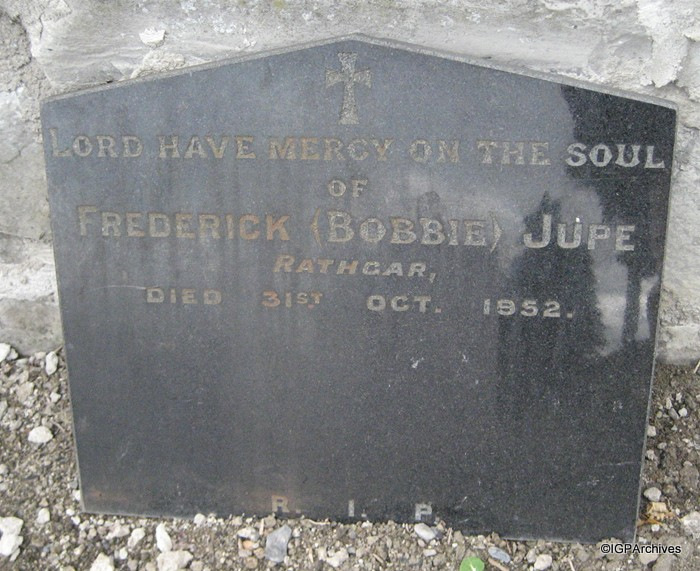 LORD HAVE MERCY ON THE SOUL
OF
FREDERICK (BOBBIE) JUPE
RATHGAR,
DIED 31ST OCT. 1952.
R. I. P
©IGPArchives